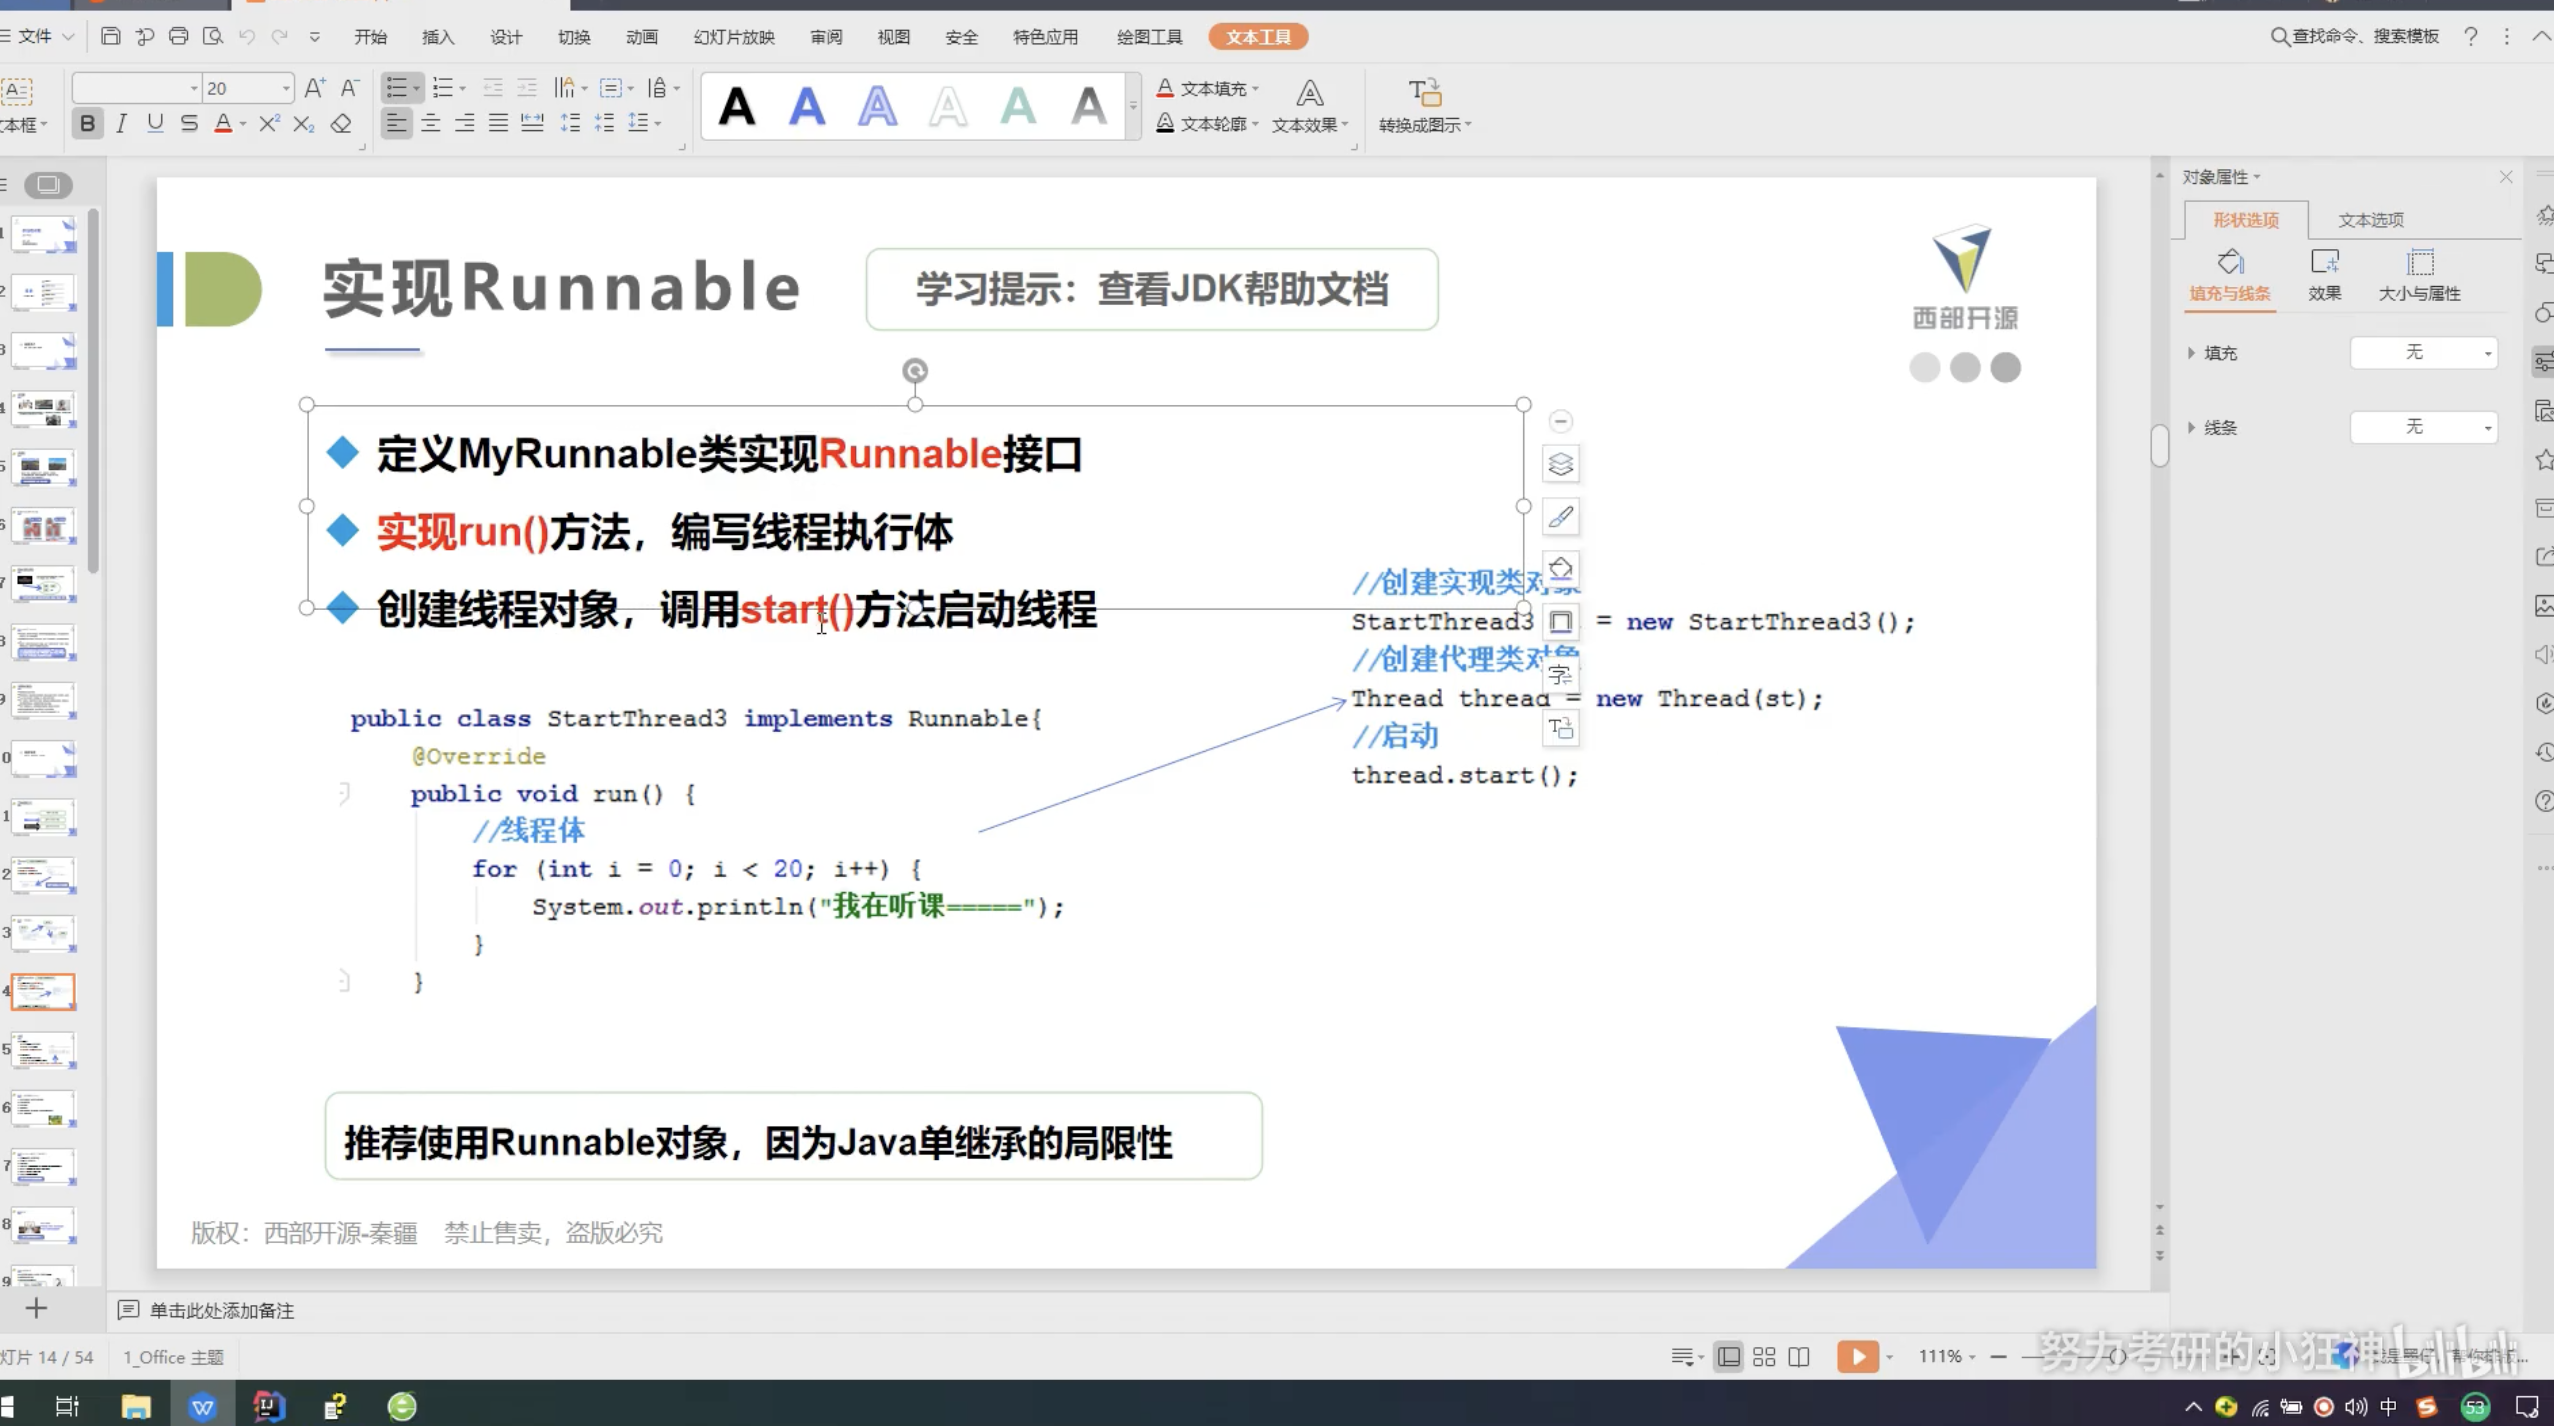 文件
开始 插入 设计 切换 动画 幻灯片放映 审阅 视图 安全 特色应用 绘图工具 文本工具
查找命令、搜索模板
20
文本填充
文本轮廓
文本效果
转换成图示
对象属性
形状选项 文本选项
填充与线条 效果 大小与属性
填充 无
线条 无
实现Runnable
学习提示：查看JDK帮助文档
西部开源
定义MyRunnable类实现Runnable接口
实现run()方法，编写线程执行体
创建线程对象，调用start()方法启动线程
public class StartThread3 implements Runnable{
@Override
public void run() {
//线程体
for (int i = 0; i < 20; i++) {
System.out.println("我在听课=====");
}
}
//创建实现类对象
StartThread3 = new StartThread3();
//创建代理类对象
Thread thread = new Thread(st);
//启动
thread.start();
推荐使用Runnable对象，因为Java单继承的局限性
版权：西部开源-秦疆 禁止售卖，盗版必究
单击此处添加备注
灯片 14 / 54 1_Office 主题
111%
努力考研的小狂神
bilibili
中
53